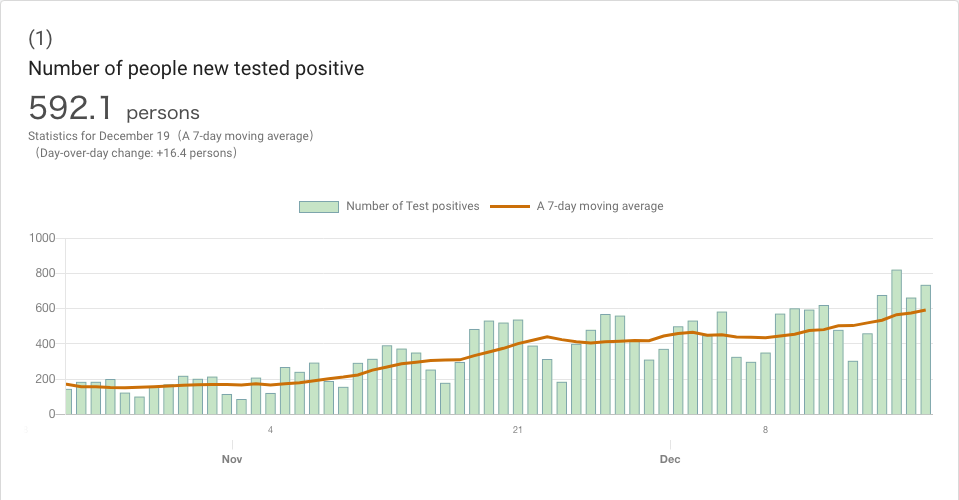 (1)
Number of people new tested positive
592.1 persons
Statistics for December 19（A 7-day moving average）
（Day-over-day change: +16.4 persons）
Number of Test positives A 7-day moving average
1000
800
600
400
200
0
4 21 8
Nov Dec